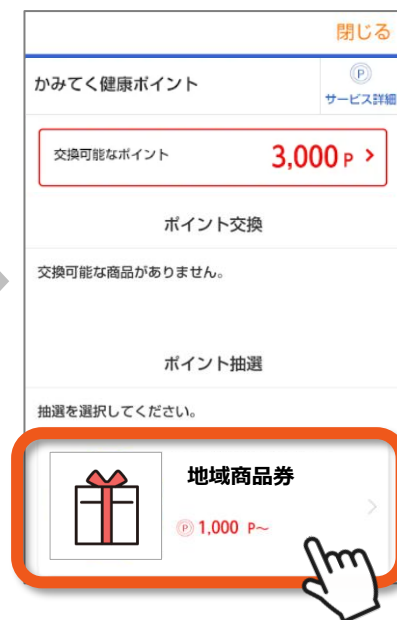 閉じる
かみてく健康ポイント
P
サービス詳細
交換可能なポイント 3,000 P
ポイント交換
交換可能な商品がありません。
ポイント抽選
抽選を選択してください。
地域商品券
P 1,000 P～